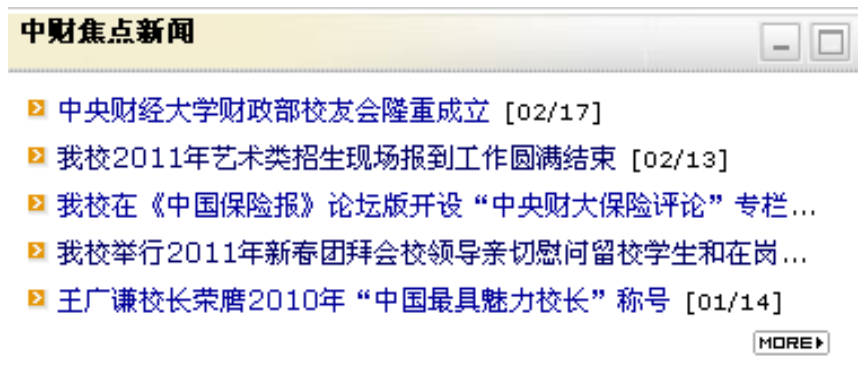 中财焦点新闻
中央财经大学财政部校友会隆重成立 [02/17]
我校2011年艺术类招生现场报到工作圆满结束 [02/13]
我校在《中国保险报》论坛版开设“中央财大保险评论”专栏...
我校举行2011年新春团拜会校领导亲切慰问留校学生和在岗...
王广谦校长荣膺2010年“中国最具魅力校长”称号 [01/14]
MORE